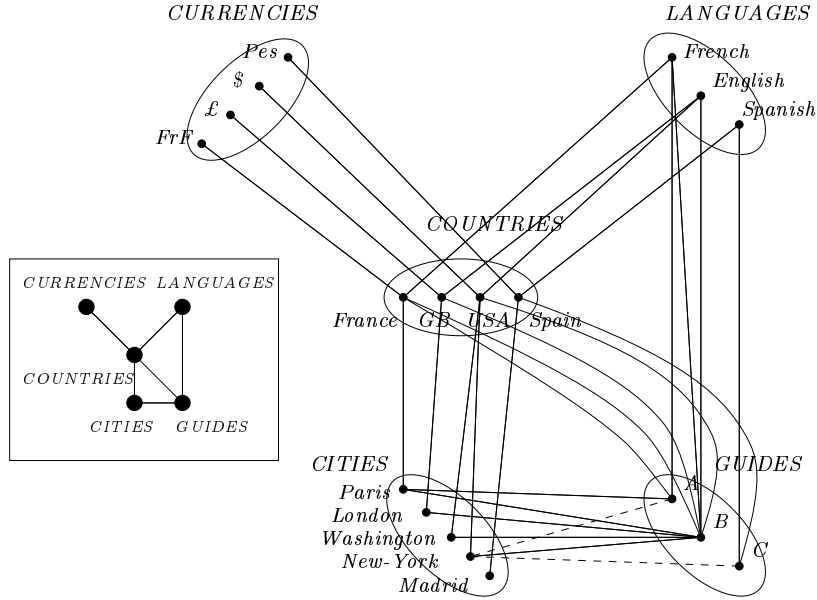 CURRENCIES
LANGUAGES
Pes
$
£
FrF
French
English
Spanish
COUNTRIES
France
GB
USA
Spain
CURRENCIES
LANGUAGES
COUNTRIES
CITIES
GUIDES
CITIES
GUIDES
Paris
London
Washington
New-York
Madrid
A
B
C